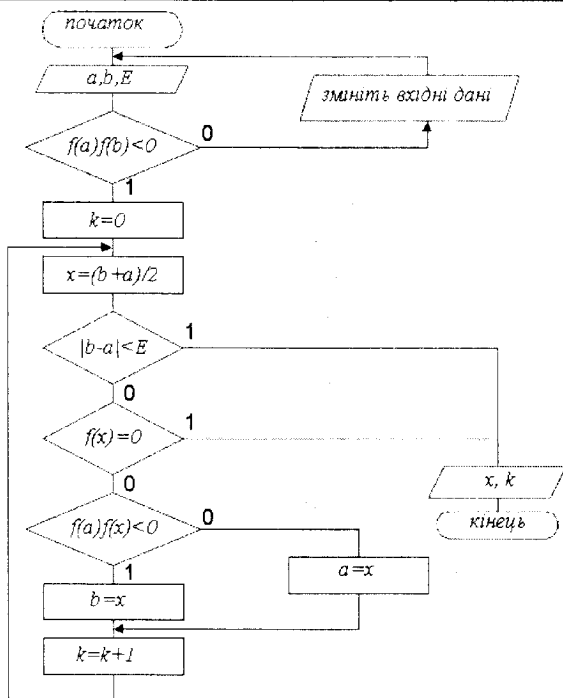 початок
a,b,E
змініть вхідні дані
f(a)f(b)<0
0
1
k=0
x=(b+a)/2
|b-a|<E
1
0
f(x)=0
1
0
x, k
f(a)f(x)<0
0
кінець
1
a=x
b=x
k=k+1